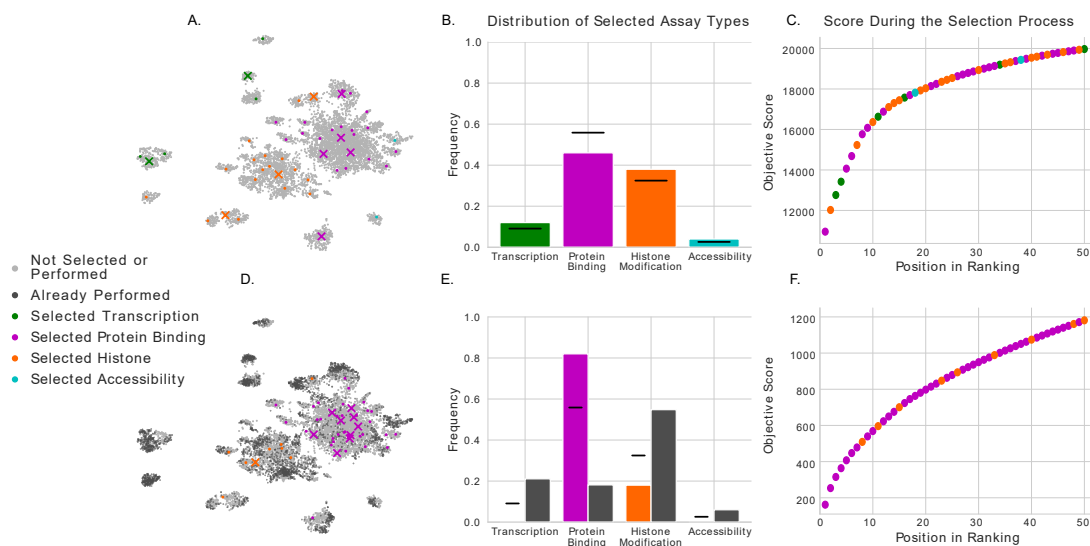 A.
B.
Distribution of Selected Assay Types
C.
Score During the Selection Process
1.0
0.8
0.6
0.4
0.2
0.0
Frequency
Transcription
Protein
Binding
Histone
Modification
Accessibility
20000
18000
16000
14000
12000
Objective Score
0
10
20
30
40
50
Position in Ranking
Not Selected or
Performed
Already Performed
Selected Transcription
Selected Protein Binding
Selected Histone
Selected Accessibility
D.
E.
F.
1.0
0.8
0.6
0.4
0.2
0.0
Frequency
Transcription
Protein
Binding
Histone
Modification
Accessibility
1200
1000
800
600
400
200
Objective Score
0
10
20
30
40
50
Position in Ranking